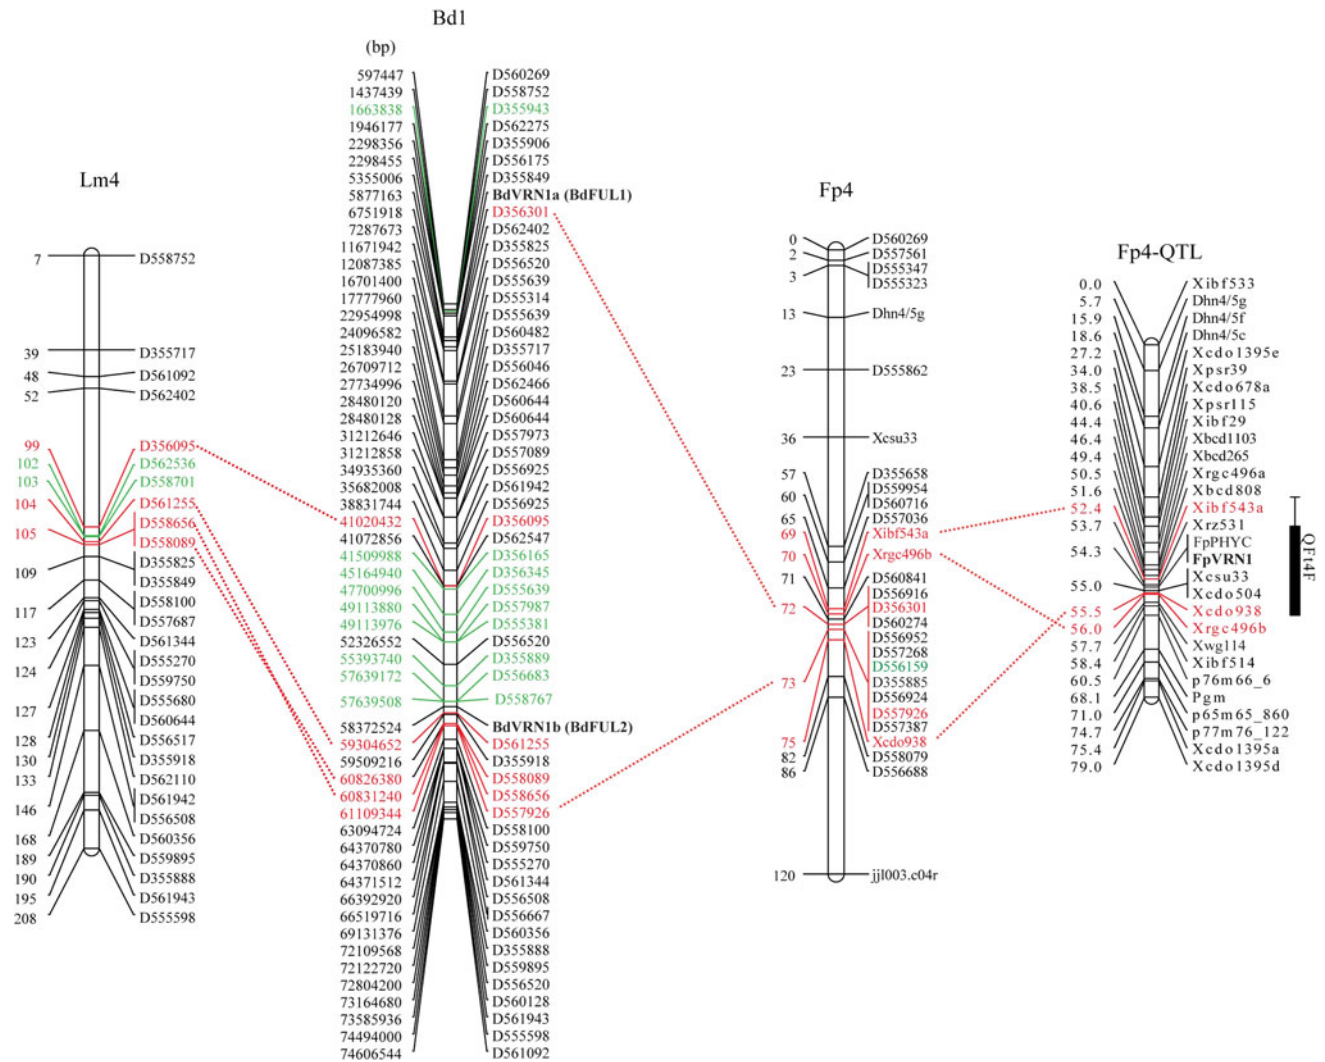 Bd1
(bp)
597447 D560269
1437439 D558752
1663838 D355943
1946177 D562275
2298356 D355906
2298455 D556175
5355006 D355849
5877163 BdVRN1a (BdFUL1)
6751918 D356301
7287673 D562402
11671942 D355825
12087385 D556520
16701400 D555639
17777960 D555314
22954998 D555639
24096582 D560482
25183940 D355717
26709712 D556046
27734996 D562466
28480120 D560644
28480128 D560644
31212646 D557973
31212858 D557089
34935360 D556925
35682008 D561942
38831744 D556925
41020432 D356095
41072856 D562547
41509988 D356165
45164940 D356345
47700996 D555639
49113880 D557987
49113976 D555381
52326552 D556520
55393740 D355889
57639172 D556683
57639508 D558767
58372524 BdVRN1b (BdFUL2)
59304652 D561255
59509216 D355918
60826380 D558089
60831240 D558656
61109344 D557926
63094724 D558100
64370780 D559750
64370860 D555270
64371512 D561344
66392920 D556508
66519716 D556667
69131376 D560356
72109568 D355888
72122720 D559895
72804200 D556520
73164680 D560128
73585936 D561943
74494000 D555598
74606544 D561092
Lm4
7 D558752
39 D355717
48 D561092
52 D562402
99 D356095
102 D562536
103 D558701
104 D561255
105 D558656
D558089
109 D355825
D355849
117 D558100
D557687
123 D561344
124 D555270
D559750
127 D555680
D560644
128 D556517
130 D355918
133 D562110
146 D561942
D556508
168 D560356
189 D559895
190 D355888
195 D561943
208 D555598
Fp4
0 D560269
2 D557561
3 D555347
D555323
13 Dhn4/5g
23 D555862
36 Xcsu33
57 D355658
60 D559954
D560716
65 D557036
69 Xibf543a
70 Xrgc496b
71 D560841
72 D556916
D356301
D560274
73 D556952
D557268
D556159
D355885
D556924
D557926
D557387
75 Xcdo938
82 D558079
86 D556688
120 jjl003.c04r
Fp4-QTL
0.0 Xibf533
5.7 Dhn4/5g
15.9 Dhn4/5f
18.6 Dhn4/5c
27.2 Xcdo1395e
34.0 Xpsr39
38.5 Xcdo678a
40.6 Xpsr115
44.4 Xibf29
46.4 Xbcd1103
49.4 Xbcd265
50.5 Xrgc496a
51.6 Xbcd808
52.4 Xibf543a
53.7 Xrz531
54.3 FpPHYC
FpVRN1
55.0 Xcsu33
Xcdo504
55.5 Xcdo938
56.0 Xrgc496b
57.7 Xwg114
58.4 Xibf514
60.5 p76m66_6
68.1 Pgm
71.0 p65m65_860
74.7 p77m76_122
75.4 Xcdo1395a
79.0 Xcdo1395d
QFt4F